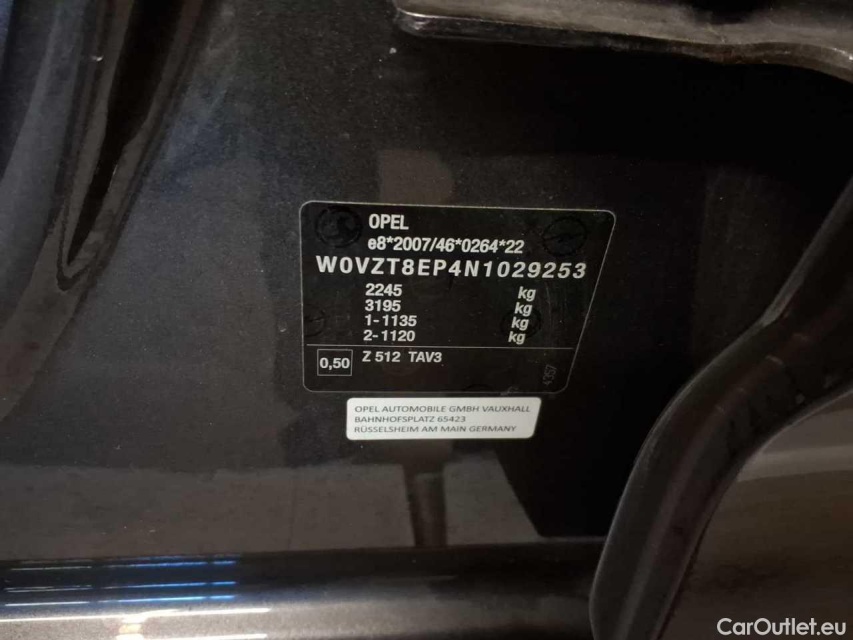 OPEL
e8*2007/46*0264*22
W0VZT8EP4N1029253
2245 kg
3195 kg
1-1135 kg
2-1120 kg
0,50 Z 512 TAV3
4357
OPEL AUTOMOBILE GMBH VAUXHALL
BAHNHOFSPLATZ 65423
RÜSSELSHEIM AM MAIN GERMANY
CarOutlet.eu